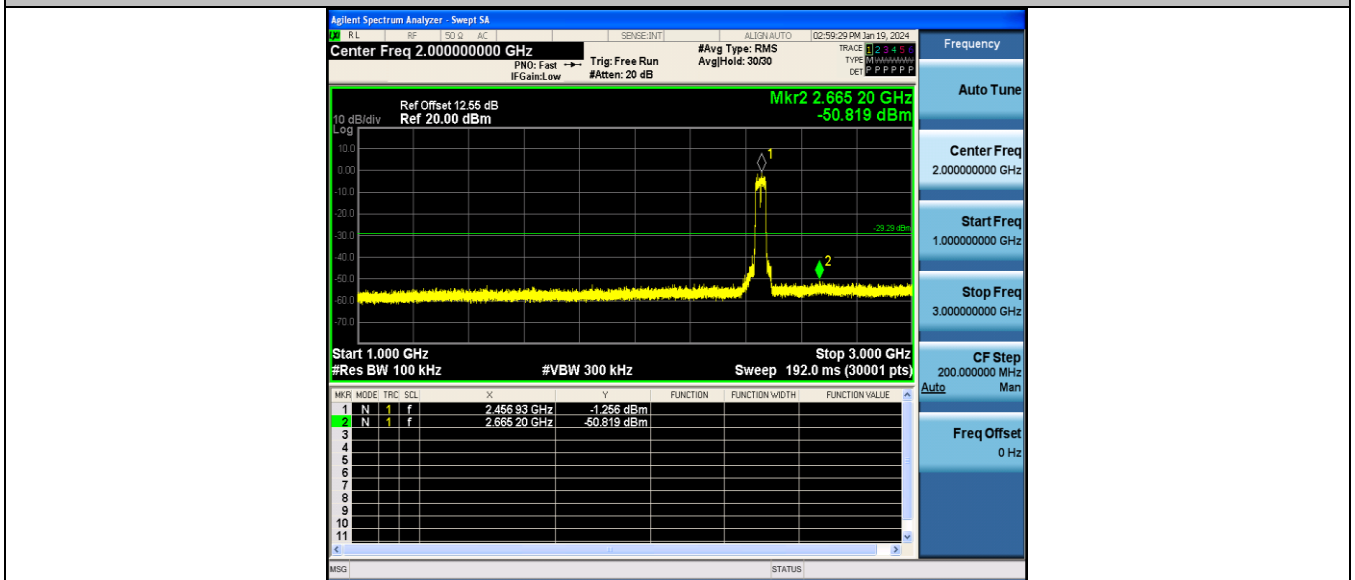 Agilent Spectrum Analyzer - Swept SA
RL RF 50 Ω AC SENSE:INT ALIGN AUTO 02:59:29 PM Jan 19, 2024
Center Freq 2.000000000 GHz
PNO: Fast
IFGain:Low
Trig: Free Run
#Atten: 20 dB
#Avg Type: RMS
Avg|Hold: 30/30
TRACE 1 2 3 4 5 6
TYPE M WWWWW
DET P P P P P P
Mkr2 2.665 20 GHz
-50.819 dBm
Ref Offset 12.55 dB
10 dB/div Ref 20.00 dBm
Log
10.0
0.00
-10.0
-20.0
-30.0
-40.0
-50.0
-60.0
-70.0
1
-29.29 dBm
2
Start 1.000 GHz Stop 3.000 GHz
#Res BW 100 kHz #VBW 300 kHz Sweep 192.0 ms (30001 pts)
MKR MODE TRC SCL X Y FUNCTION FUNCTION WIDTH FUNCTION VALUE
1 N 1 f 2.456 93 GHz -1.256 dBm
2 N 1 f 2.665 20 GHz -50.819 dBm
3
4
5
6
7
8
9
10
11
MSG STATUS
Frequency
Auto Tune
Center Freq
2.000000000 GHz
Start Freq
1.000000000 GHz
Stop Freq
3.000000000 GHz
CF Step
200.000000 MHz
Auto Man
Freq Offset
0 Hz